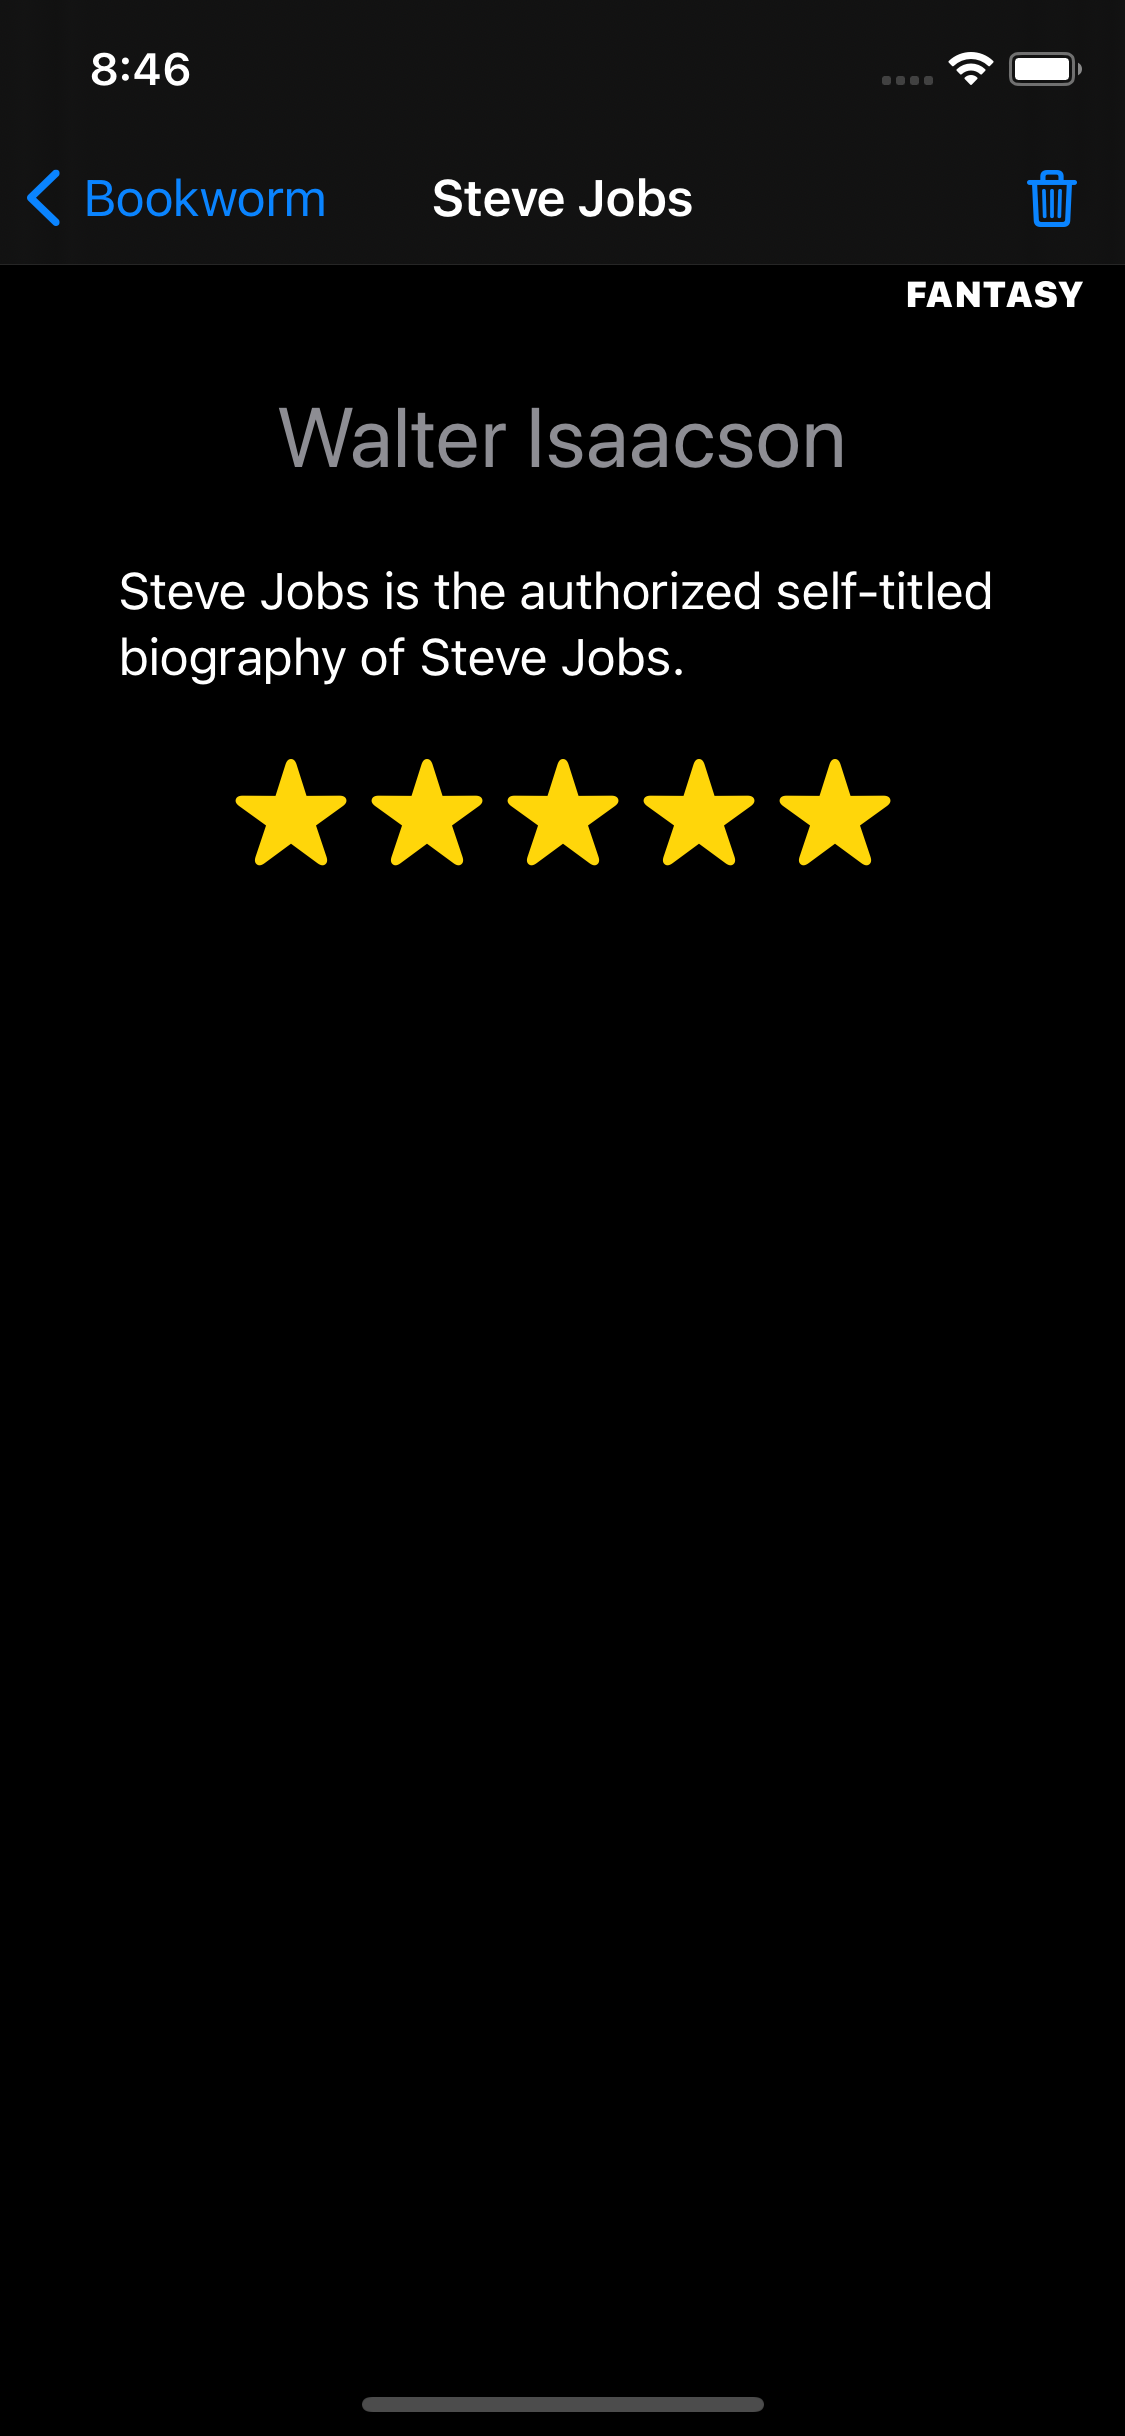 8:46
Bookworm
Steve Jobs
FANTASY
Walter Isaacson
Steve Jobs is the authorized self-titled
biography of Steve Jobs.